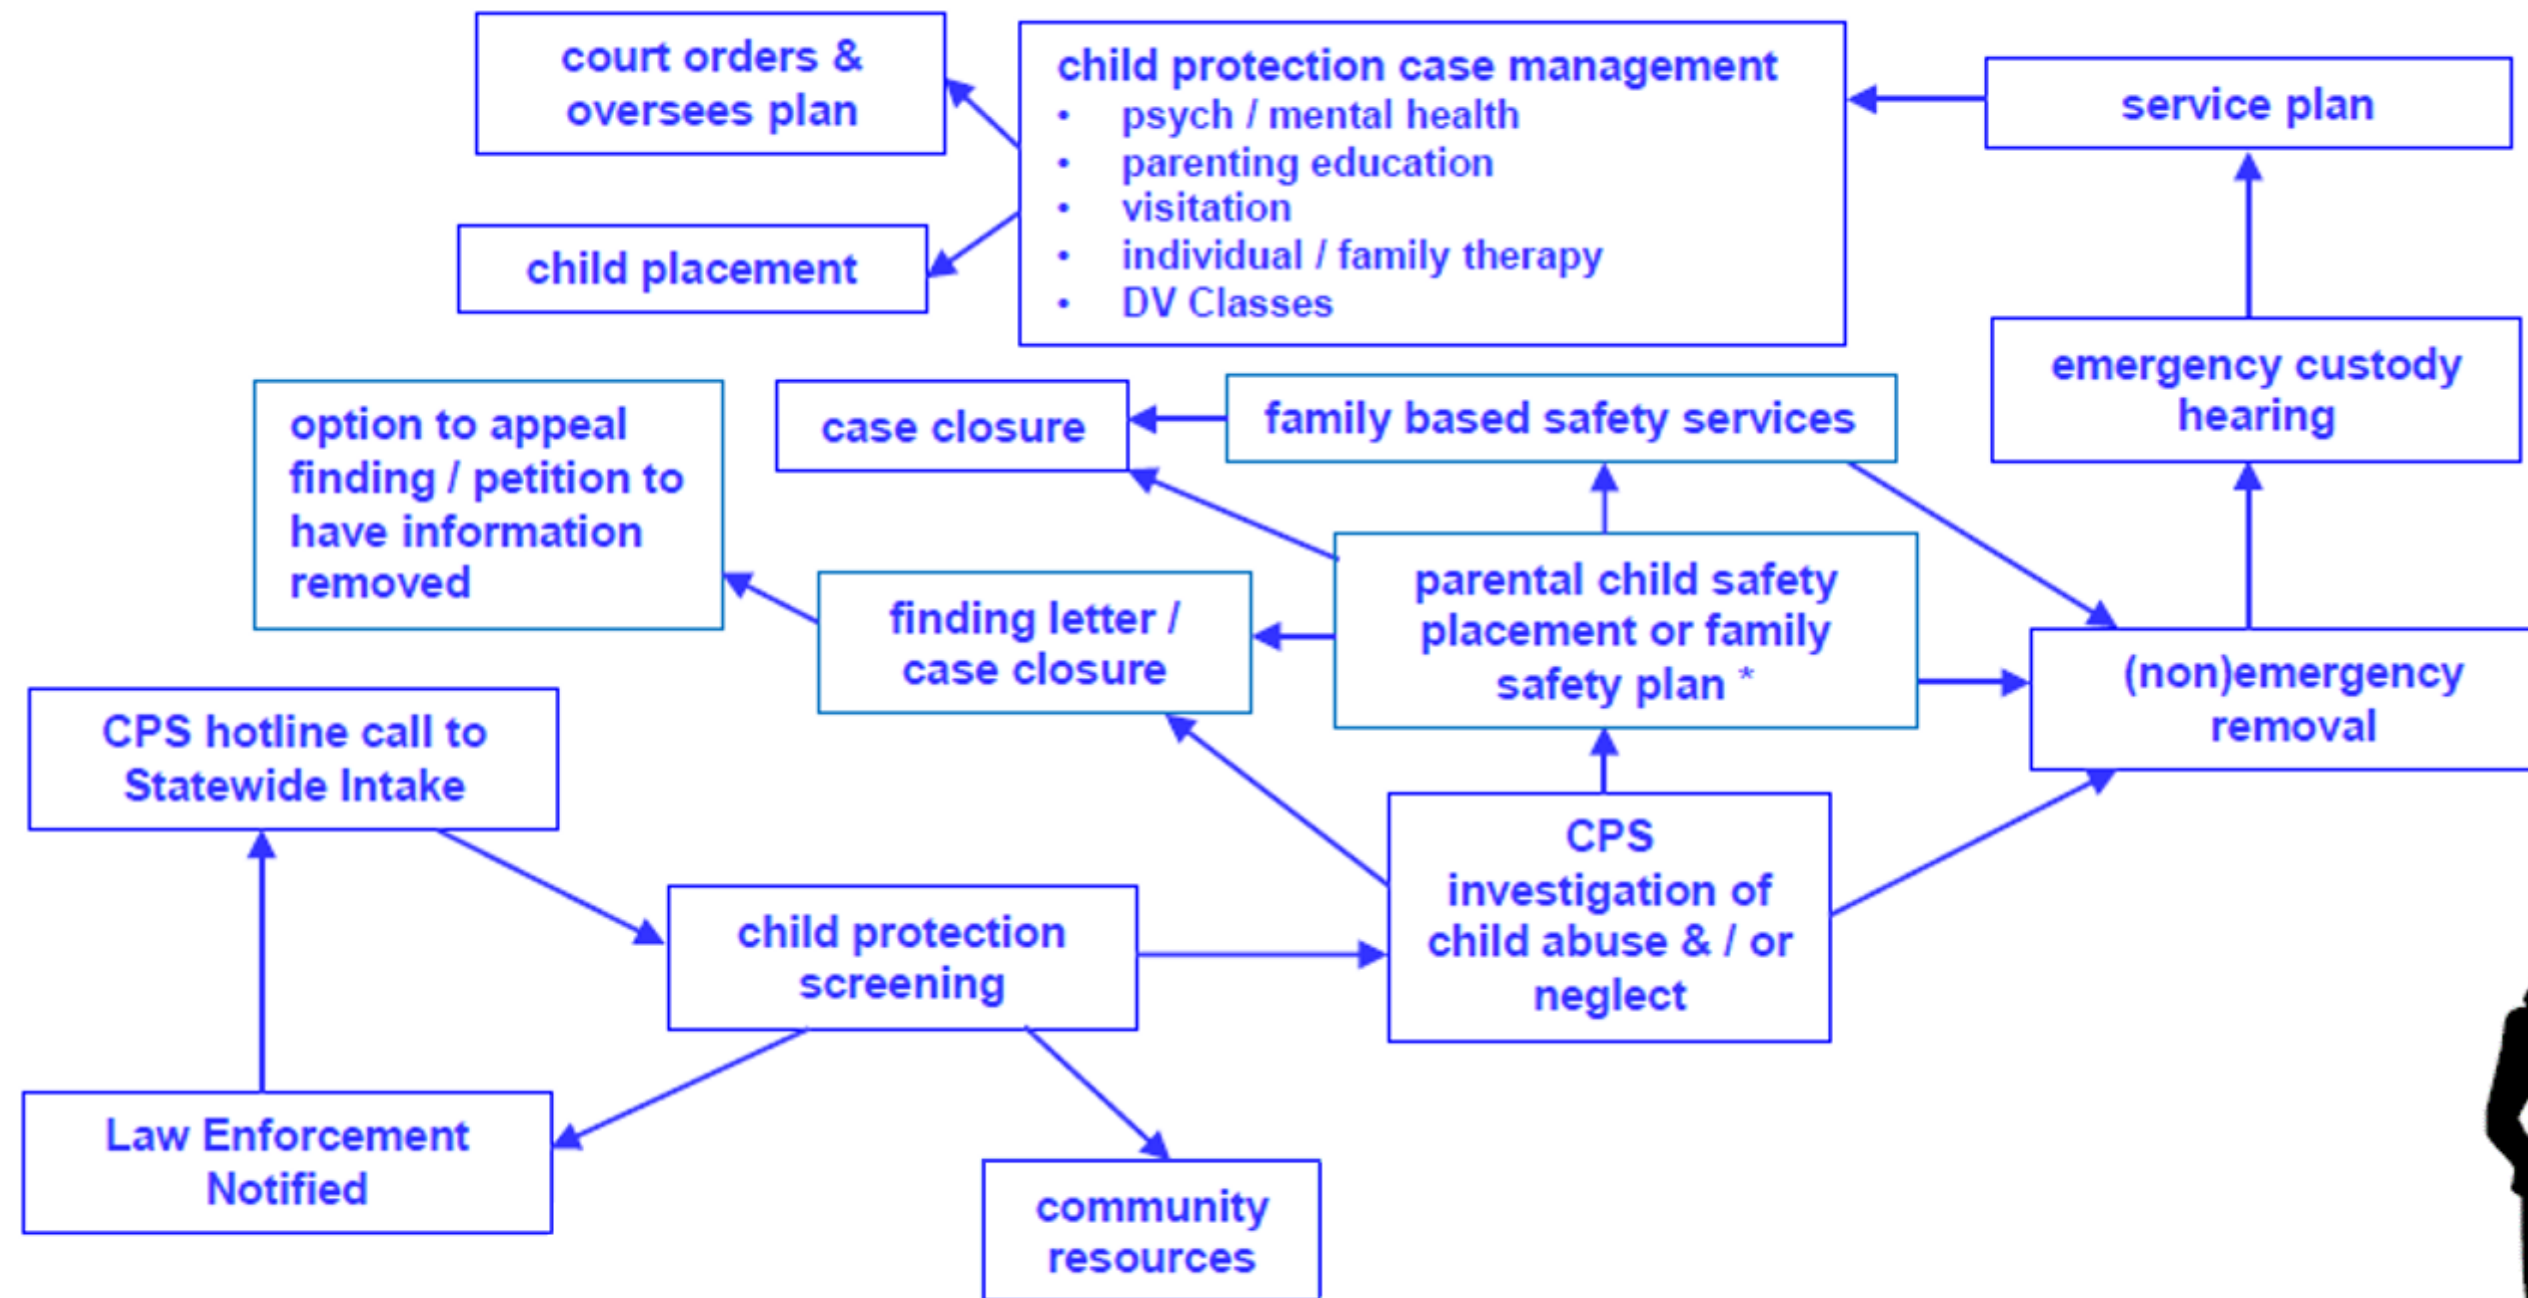 court orders &
oversees plan
child protection case management
• psych / mental health
• parenting education
• visitation
• individual / family therapy
• DV Classes
service plan
child placement
emergency custody
hearing
option to appeal
finding / petition to
have information
removed
case closure
family based safety services
finding letter /
case closure
parental child safety
placement or family
safety plan *
(non)emergency
removal
CPS hotline call to
Statewide Intake
child protection
screening
CPS
investigation of
child abuse & / or
neglect
Law Enforcement
Notified
community
resources